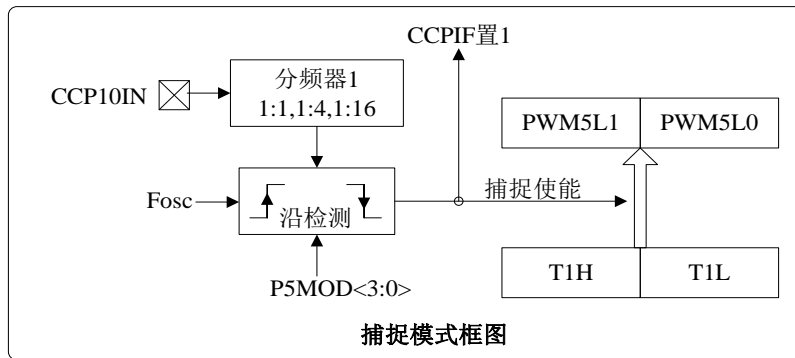 CCPIF置1
CCP10IN
分频器1
1:1,1:4,1:16
PWM5L1
PWM5L0
Fosc
沿检测
捕捉使能
P5MOD<3:0>
T1H
T1L
捕捉模式框图